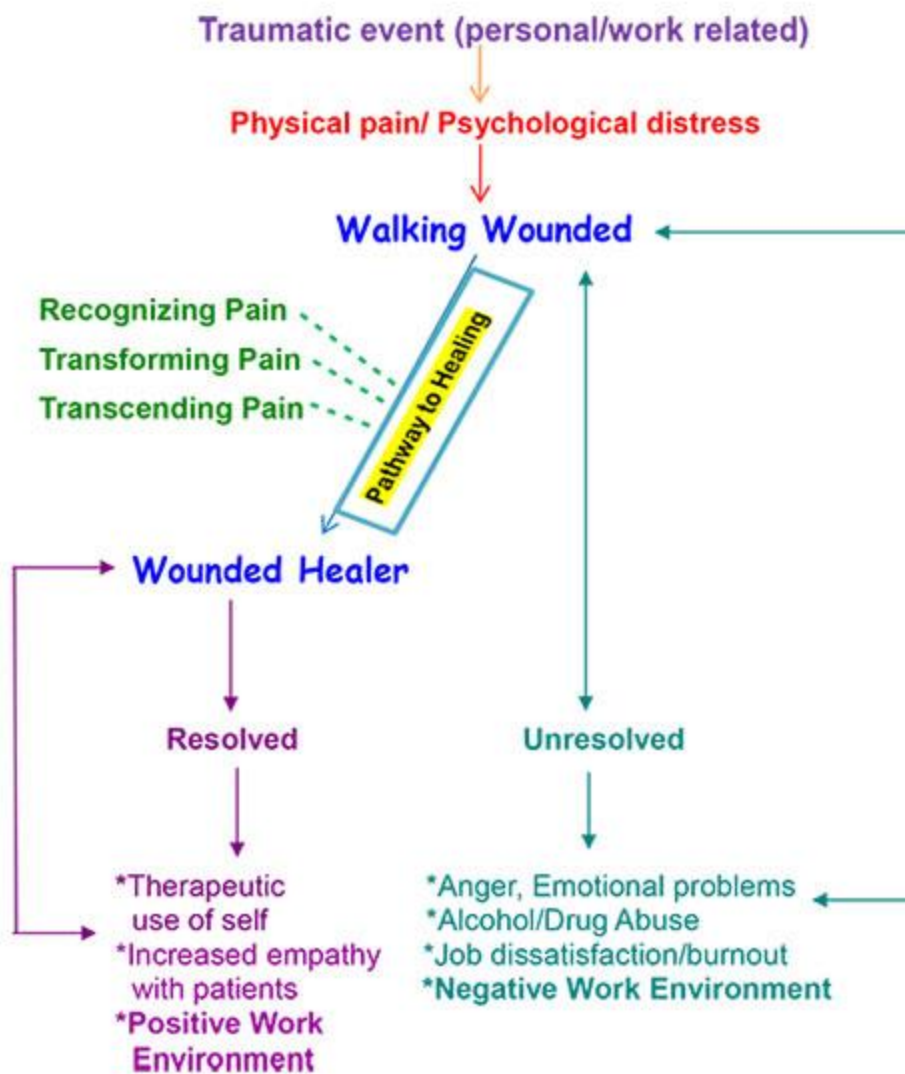 Traumatic event (personal/work related)
Physical pain/ Psychological distress
Walking Wounded
Recognizing Pain
Transforming Pain
Transcending Pain
Pathway to Healing
Wounded Healer
Resolved
*Therapeutic
use of self
*Increased empathy
with patients
*Positive Work
Environment
Unresolved
*Anger, Emotional problems
*Alcohol/Drug Abuse
*Job dissatisfaction/burnout
*Negative Work Environment